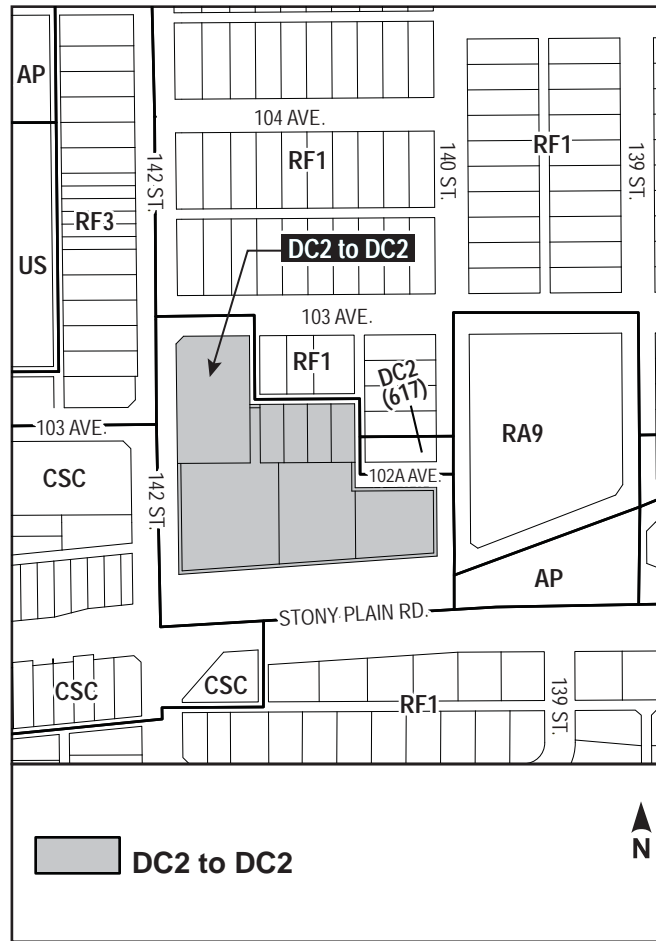 AP
104 AVE.
RF1
RF1
142 ST.
140 ST.
139 ST.
RF3
US
DC2 to DC2
103 AVE.
RF1
DC2
(617)
RA9
103 AVE.
CSC
142 ST.
102A AVE.
AP
STONY PLAIN RD.
CSC
CSC
RF1
139 ST.
DC2 to DC2
N